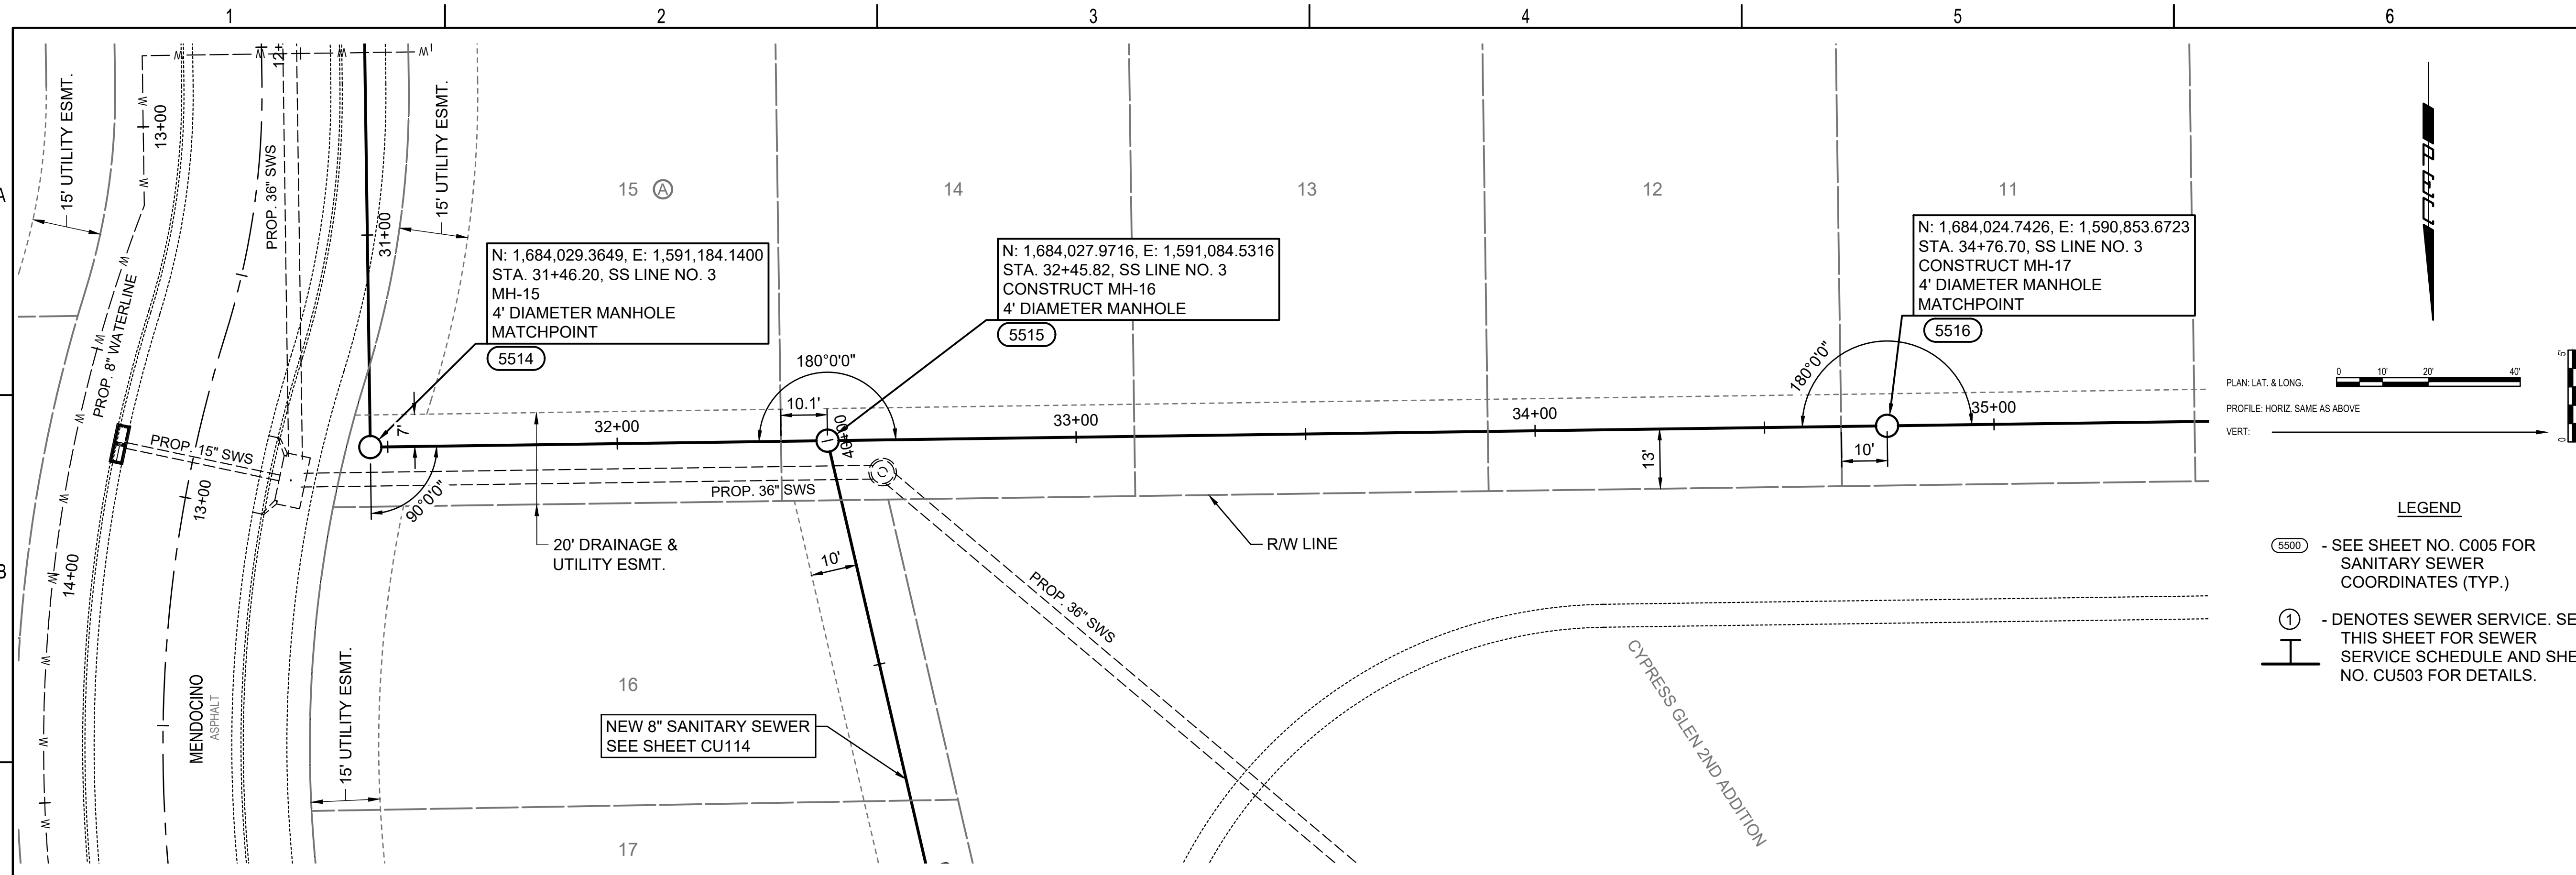 1
2
3
4
5
6
A
B
15' UTILITY ESMT.
13+00
12+
PROP. 36" SWS
31+00
15' UTILITY ESMT.
15 A
14
13
12
11
N: 1,684,029.3649, E: 1,591,184.1400
STA. 31+46.20, SS LINE NO. 3
MH-15
4' DIAMETER MANHOLE
MATCHPOINT
5514
N: 1,684,027.9716, E: 1,591,084.5316
STA. 32+45.82, SS LINE NO. 3
CONSTRUCT MH-16
4' DIAMETER MANHOLE
5515
N: 1,684,024.7426, E: 1,590,853.6723
STA. 34+76.70, SS LINE NO. 3
CONSTRUCT MH-17
4' DIAMETER MANHOLE
MATCHPOINT
5516
PROP. 8" WATERLINE
180°0'0"
180°0'0"
10.1'
7'
32+00
40+00
33+00
34+00
35+00
10'
13'
PROP. 15" SWS
13+00
90°0'0"
PROP. 36" SWS
20' DRAINAGE &
UTILITY ESMT.
R/W LINE
10'
PROP. 36" SWS
14+00
MENDOCINO
ASPHALT
15' UTILITY ESMT.
16
NEW 8" SANITARY SEWER
SEE SHEET CU114
17
CYPRESS GLEN 2ND ADDITION
W W W W W W W W W W W W
PLAN: LAT. & LONG.
0 10' 20' 40'
PROFILE: HORIZ. SAME AS ABOVE
VERT:
5'
0
LEGEND
5500 - SEE SHEET NO. C005 FOR
SANITARY SEWER
COORDINATES (TYP.)
1 - DENOTES SEWER SERVICE. SE
THIS SHEET FOR SEWER
SERVICE SCHEDULE AND SHE
NO. CU503 FOR DETAILS.